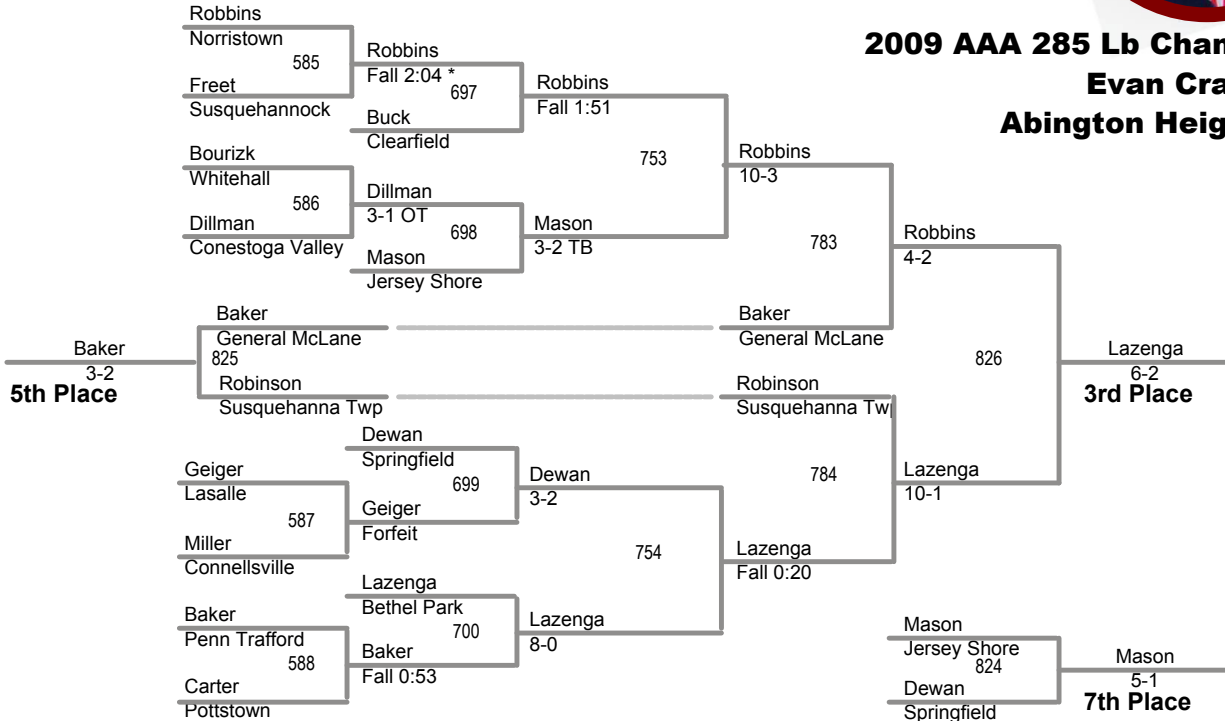 2009 AAA 285 Lb
Robbins
Norristown
585
Freet
Susquehannock
Robbins
Fall 2:04 *
697
Buck
Clearfield
Robbins
Fall 1:51
Bourizk
Whitehall
586
Dillman
Conestoga Valley
Dillman
3-1 OT
698
Mason
Jersey Shore
Mason
3-2 TB
753
Robbins
10-3
783
Baker
General McLane
Robbins
4-2
Baker
General McLane
825
Robinson
Susquehanna Twp
Baker
3-2
5th Place
Robinson
Susquehanna
826
Lazenga
6-2
3rd Place
Dewan
Springfield
699
Geiger
Forfeit
Geiger
Lasalle
587
Miller
Connellsville
Dewan
3-2
784
Lazenga
10-1
754
Lazenga
Fall 0:20
Lazenga
Bethel Park
700
Baker
Fall 0:53
Lazenga
8-0
Baker
Penn Trafford
588
Carter
Pottstown
Mason
Jersey Shore
824
Dewan
Springfield
Mason
5-1
7th Place
Evan
Abington